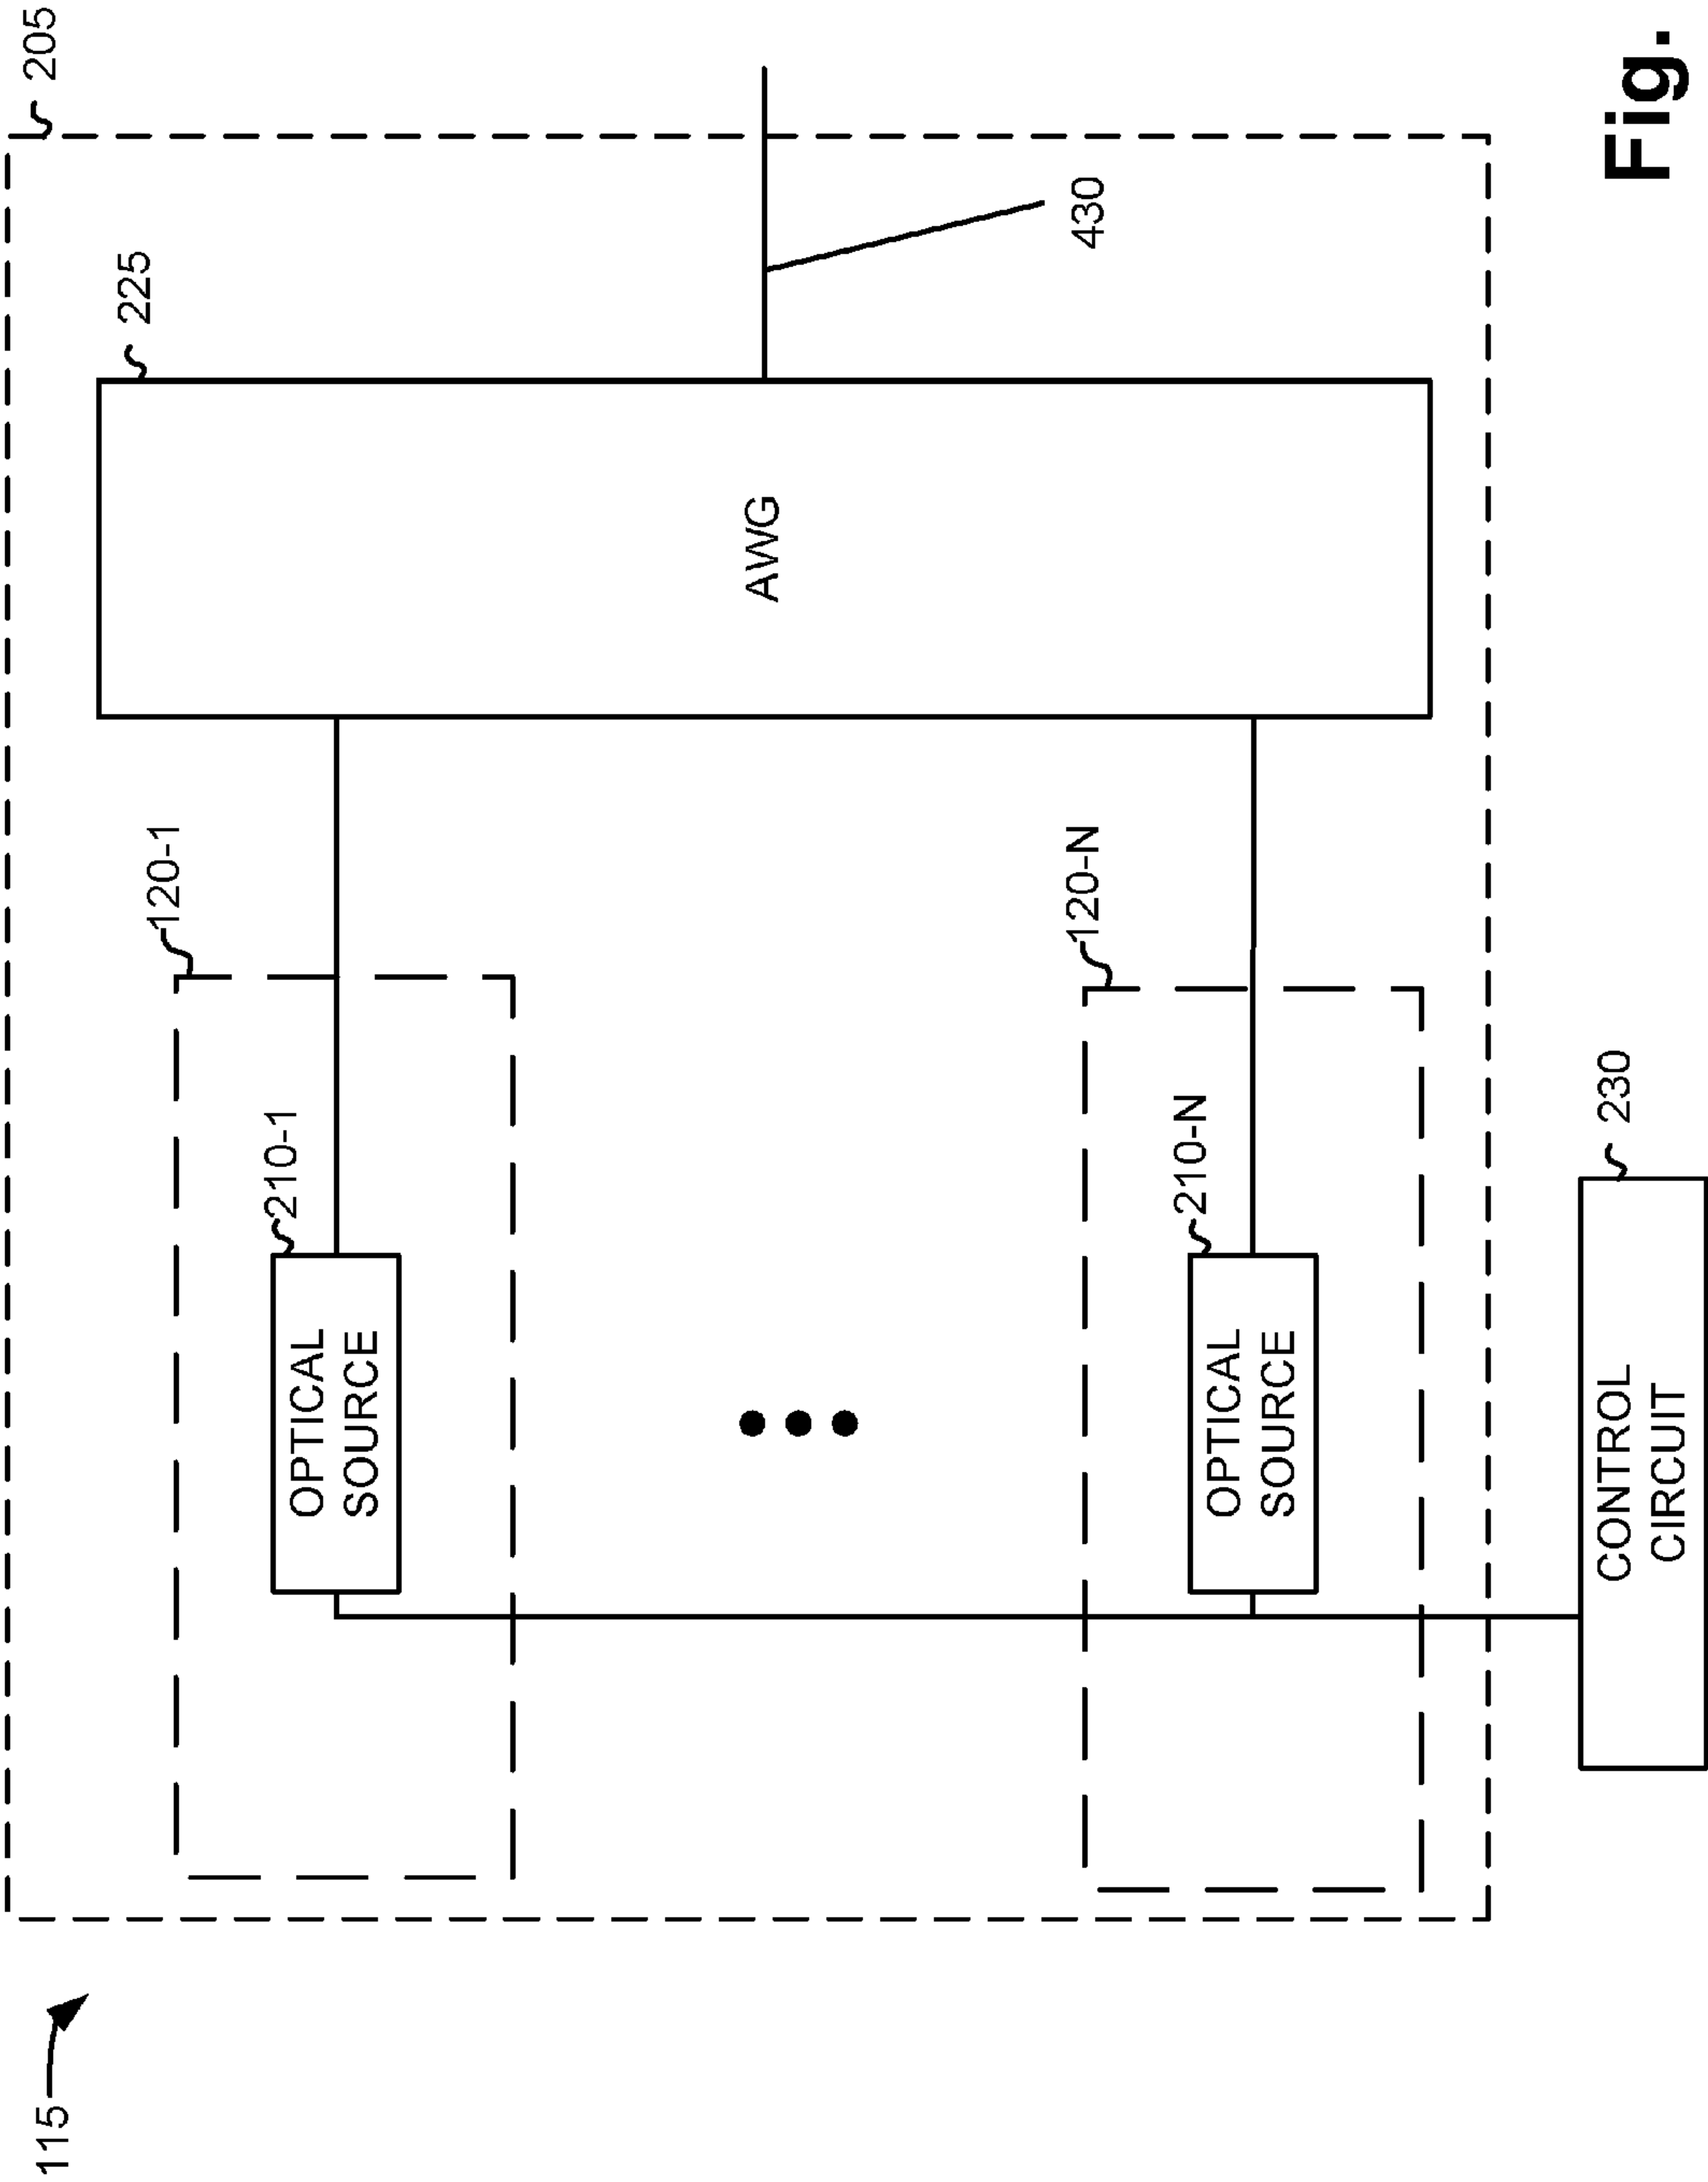 115
205
120-1
210-1
OPTICAL
SOURCE
225
AWG
430
120-N
210-N
OPTICAL
SOURCE
230
CONTROL
CIRCUIT
Fig.